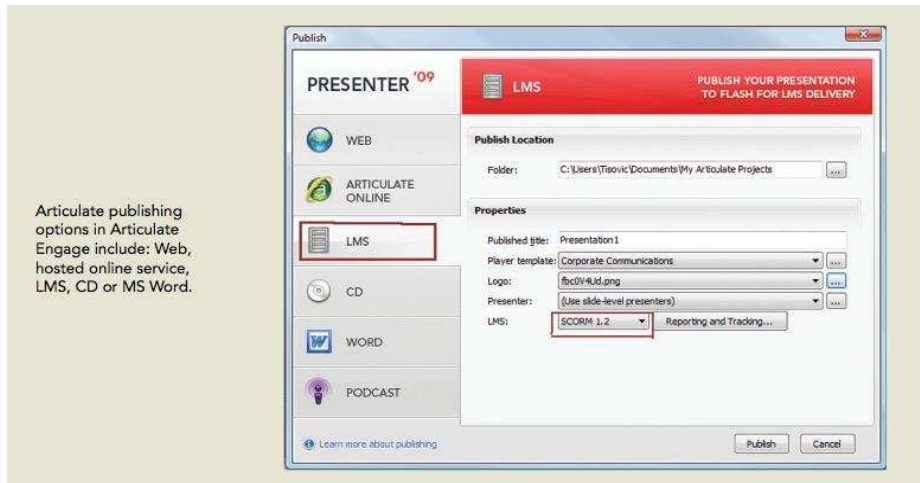 Publish
PRESENTER '09
LMS
PUBLISH YOUR PRESENTATION
TO FLASH FOR LMS DELIVERY
WEB
ARTICULATE
ONLINE
LMS
CD
WORD
PODCAST
Learn more about publishing
Publish Location
Folder: C:\Users\Tisovic\Documents\My Articulate Projects ...
Properties
Published title: Presentation1
Player template: Corporate Communications ...
Logo: fbc0V4Ud.png ...
Presenter: (Use slide-level presenters) ...
LMS: SCORM 1.2 Reporting and Tracking...
Publish Cancel
Articulate publishing
options in Articulate
Engage include: Web,
hosted online service,
LMS, CD or MS Word.